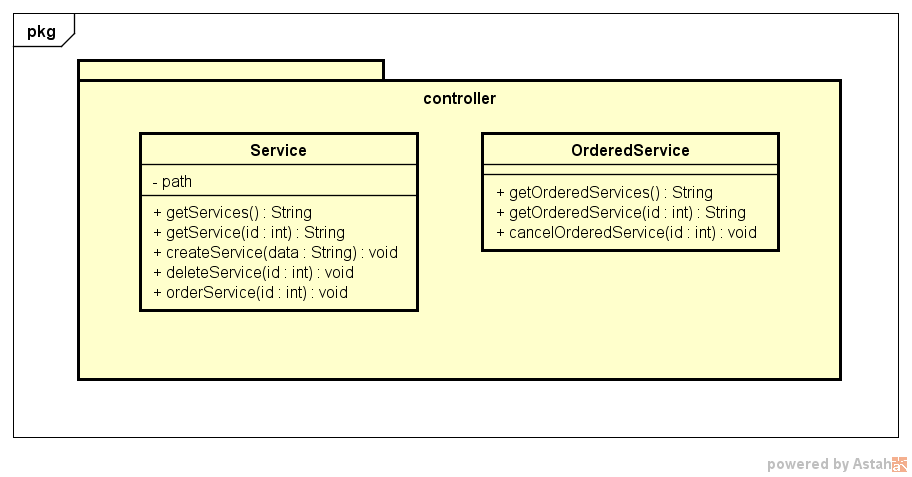 pkg
controller
Service
- path
+ getServices() : String
+ getService(id : int) : String
+ createService(data : String) : void
+ deleteService(id : int) : void
+ orderService(id : int) : void
OrderedService
+ getOrderedServices() : String
+ getOrderedService(id : int) : String
+ cancelOrderedService(id : int) : void
powered by Astah